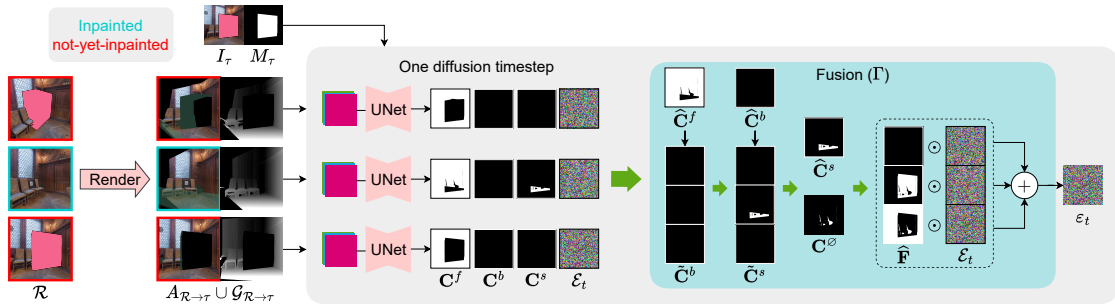 Inpainted
not-yet-inpainted
I_τ M_τ
One diffusion timestep
Fusion (Γ)
UNet
Ĉ^f Ĉ^b
Ĉ^s
Render
UNet
ε_t
C^∅
UNet
C^f C^b C^s ℰ_t
C̃^b C̃^s F̂ ℰ_t
ℛ A_{ℛ→τ} ∪ 𝒢_{ℛ→τ}